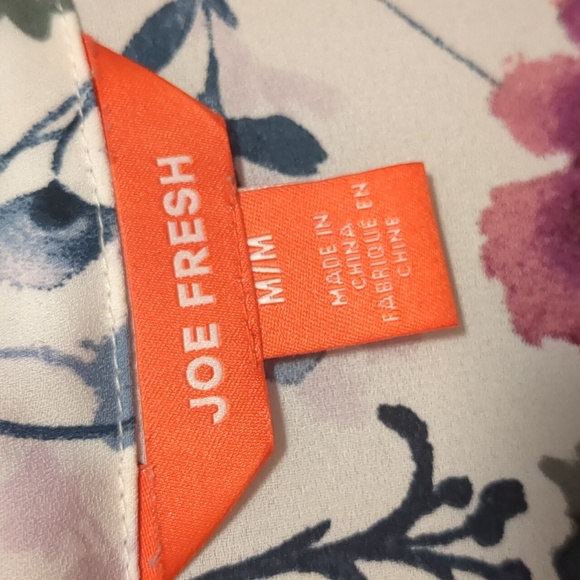 JOE FRESH
M/M
MADE IN
CHINA
FABRIQUÉ EN
CHINE